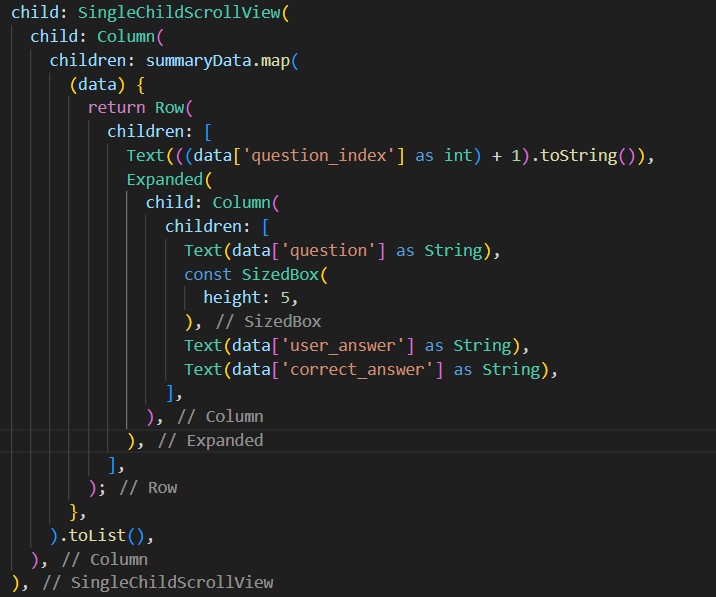 child: SingleChildScrollView(
  child: Column(
    children: summaryData.map(
      (data) {
        return Row(
          children: [
            Text(((data['question_index'] as int) + 1).toString()),
            Expanded(
              child: Column(
                children: [
                  Text(data['question'] as String),
                  const SizedBox(
                    height: 5,
                  ), // SizedBox
                  Text(data['user_answer'] as String),
                  Text(data['correct_answer'] as String),
                ],
              ), // Column
            ), // Expanded
          ],
        ); // Row
      },
    ).toList(),
  ), // Column
), // SingleChildScrollView